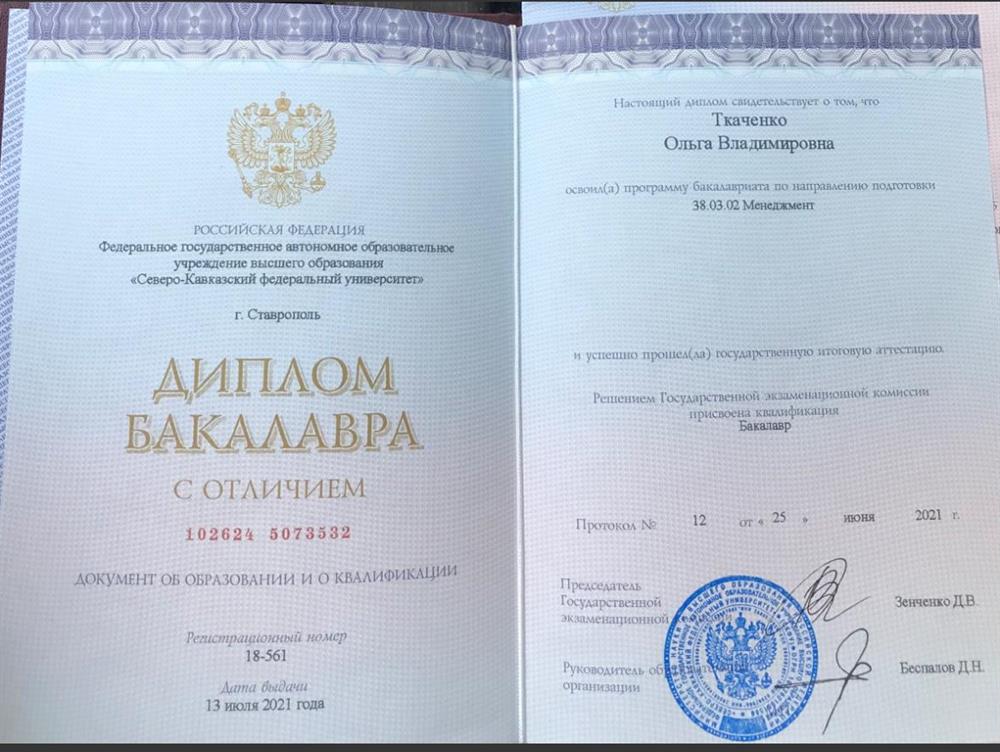 РОССИЙСКАЯ ФЕДЕРАЦИЯ
Федеральное государственное автономное образовательное
учреждение высшего образования
«Северо-Кавказский федеральный университет»
г. Ставрополь
ДИПЛОМ
БАКАЛАВРА
С ОТЛИЧИЕМ
102624 5073532
ДОКУМЕНТ ОБ ОБРАЗОВАНИИ И О КВАЛИФИКАЦИИ
Регистрационный номер
18-561
Дата выдачи
13 июля 2021 года
Настоящий диплом свидетельствует о том, что
Ткаченко
Ольга Владимировна
освоил(а) программу бакалавриата по направлению подготовки
38.03.02 Менеджмент
и успешно прошел(ла) государственную итоговую аттестацию.
Решением Государственной экзаменационной комиссии
присвоена квалификация
Бакалавр
Протокол № 12 от « 25 » июня 2021 г.
Председатель
Государственной
экзаменационной
Зенченко Д.В.
Руководитель
организации
Беспалов Д.Н.